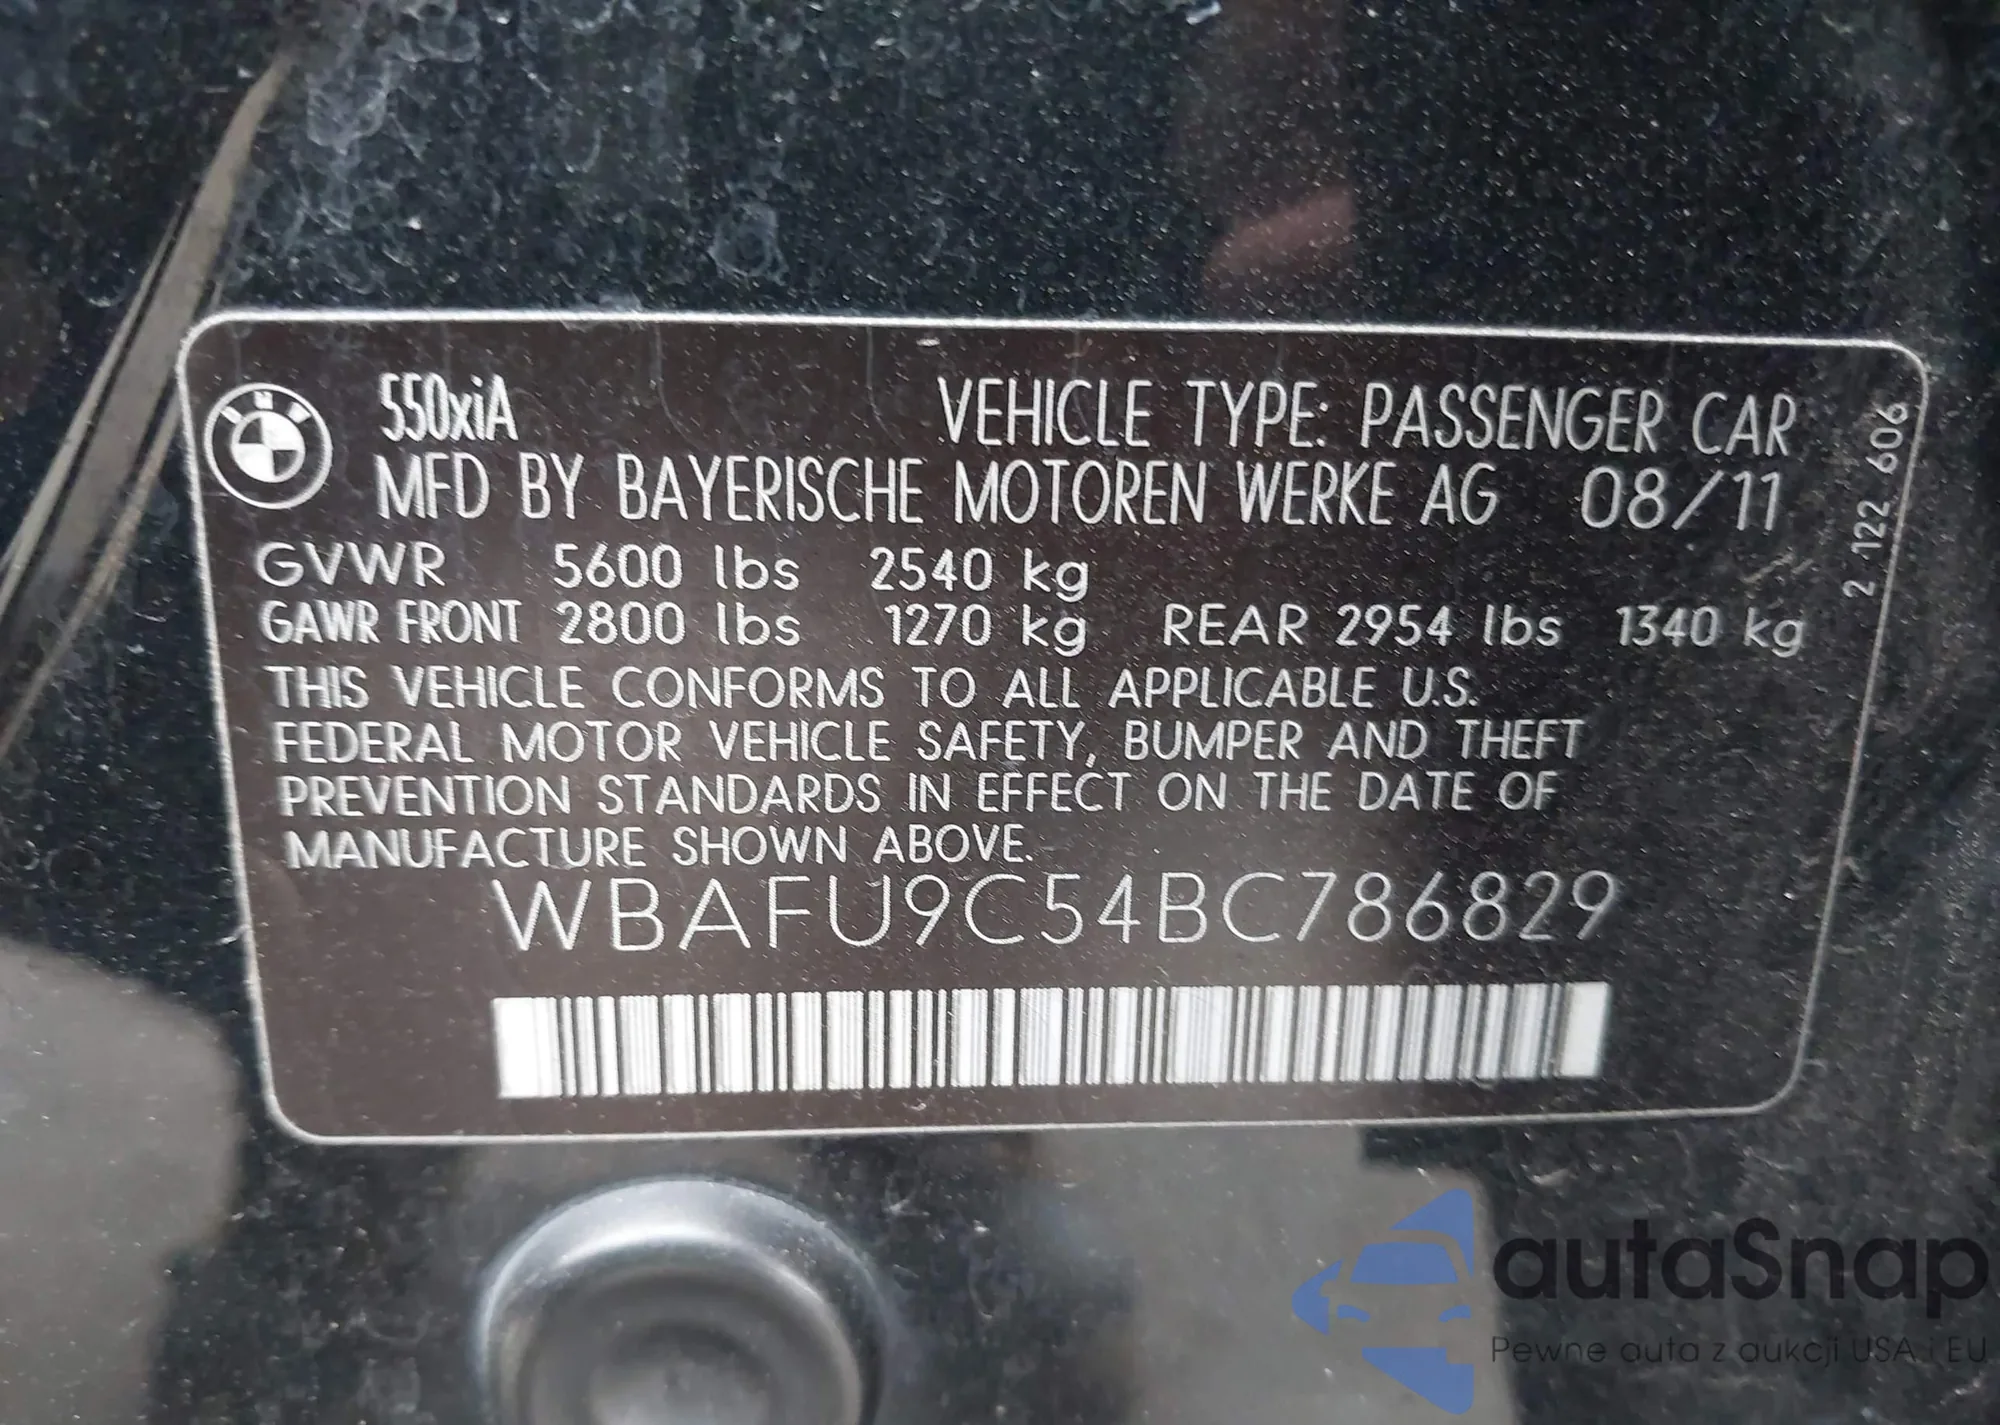 BMW
550xiA
VEHICLE TYPE: PASSENGER CAR
MFD BY BAYERISCHE MOTOREN WERKE AG 08/11
GVWR 5600 lbs 2540 kg
GAWR FRONT 2800 lbs 1270 kg REAR 2954 lbs 1340 kg
THIS VEHICLE CONFORMS TO ALL APPLICABLE U.S.
FEDERAL MOTOR VEHICLE SAFETY, BUMPER AND THEFT
PREVENTION STANDARDS IN EFFECT ON THE DATE OF
MANUFACTURE SHOWN ABOVE.
WBAFU9C54BC786829
2 122 606
autaSnap
Pewne auta z aukcji USA i EU